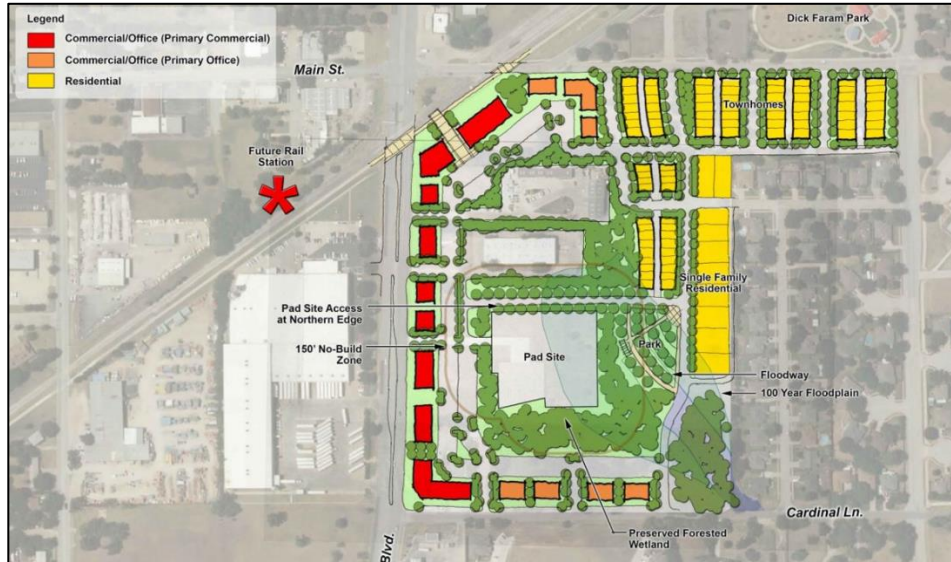 Legend
Commercial/Office (Primary Commercial)
Commercial/Office (Primary Office)
Residential
Dick Faram Park
Main St.
Townhomes
Future Rail
Station
Single Family
Residential
Pad Site Access
at Northern Edge
150' No-Build
Zone
Pad Site
Park
Floodway
100 Year Floodplain
Preserved Forested
Wetland
Cardinal Ln.
Blvd.